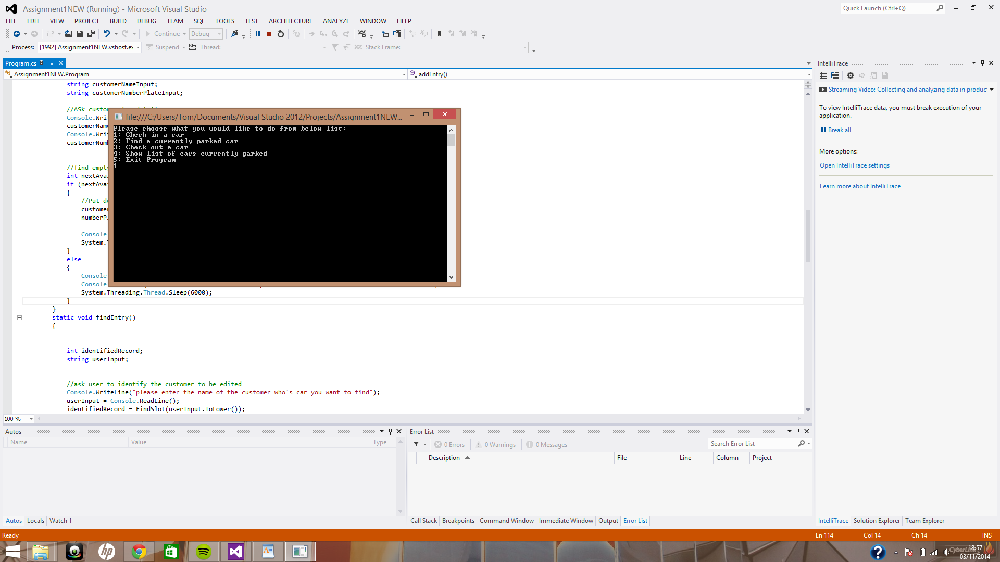 Assignment1NEW (Running) - Microsoft Visual Studio
Quick Launch (Ctrl+Q)
FILE EDIT VIEW PROJECT BUILD DEBUG TEAM SQL TOOLS TEST ARCHITECTURE ANALYZE WINDOW HELP
Continue Debug
Process: [1992] Assignment1NEW.vshost.ex Suspend Thread: Stack Frame:
Program.cs
Assignment1NEW.Program addEntry()
string customerNameInput;
string customerNumberPlateInput;
//ASk
Console.Writ
customerNam
Console.Writ
customerNumb
//find empty
int nextAvai
if (nextAvai
{
//Put de
customer
numberPl
Console.
System.T
}
else
{
Console.
Console.
System.Threading.Thread.Sleep(6000);
}
}
static void findEntry()
{
int identifiedRecord;
string userInput;
//ask user to identify the customer to be edited
Console.WriteLine("please enter the name of the customer who's car you want to find");
userInput = Console.ReadLine();
identifiedRecord = FindSlot(userInput.ToLower());
100 %
file:///C:/Users/Tom/Documents/Visual Studio 2012/Projects/Assignment1NEW...
Please choose what you would like to do from below list:
1: Check in a car
2: Find a currently parked car
3: Check out a car
4: Show list of cars currently parked
5: Exit Program
1
IntelliTrace
Streaming Video: Collecting and analyzing data in product
To view IntelliTrace data, you must break execution of your
application.
Break all
More options:
Open IntelliTrace settings
Learn more about IntelliTrace
Autos
Name Value Type
Autos Locals Watch 1
Error List
0 Errors 0 Warnings 0 Messages
Search Error List
Description File Line Column Project
Call Stack Breakpoints Command Window Immediate Window Output Error List
IntelliTrace Solution Explorer Team Explorer
Ready Ln 114 Col 14 Ch 14 INS
hp
CyberLink
18:57
03/11/2014